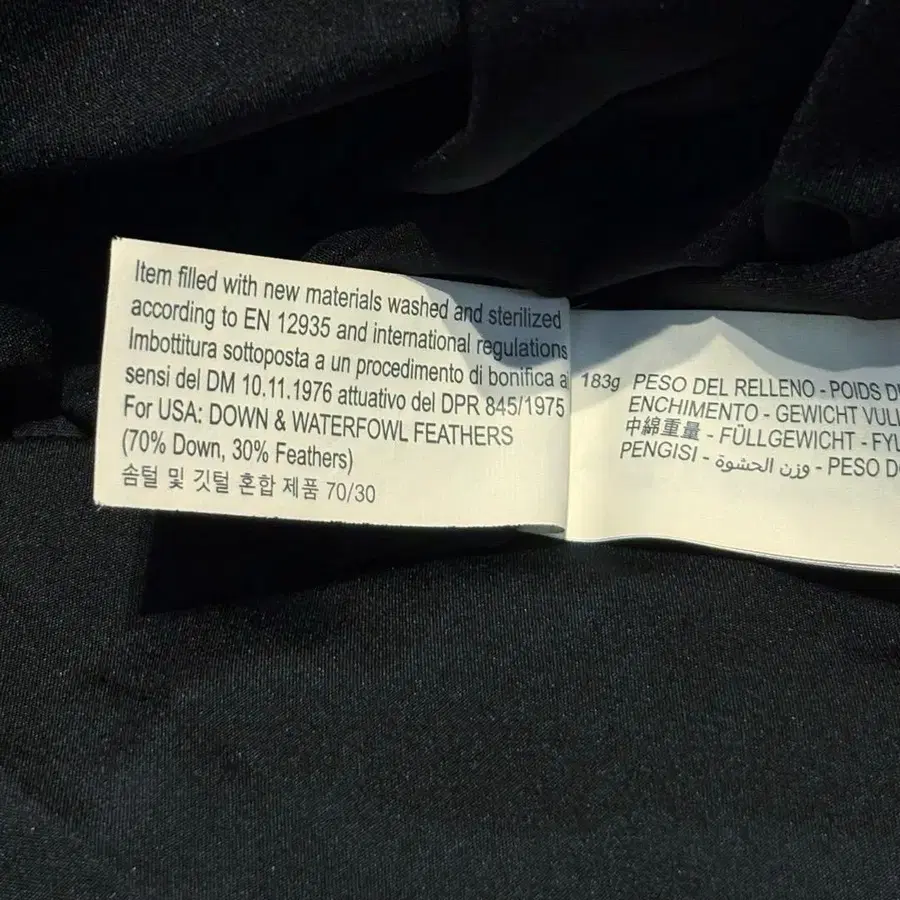 Item filled with new materials washed and sterilized
according to EN 12935 and international regulations
Imbottitura sottoposta a un procedimento di bonifica a
sensi del DM 10.11.1976 attuativo del DPR 845/1975
For USA: DOWN & WATERFOWL FEATHERS
(70% Down, 30% Feathers)
솜털 및 깃털 혼합 제품 70/30
183g PESO DEL RELLENO - POIDS D
ENCHIMENTO - GEWICHT VULL
中綿重量 - FÜLLGEWICHT - FYL
PENGISI - وزن الحشوة - PESO D